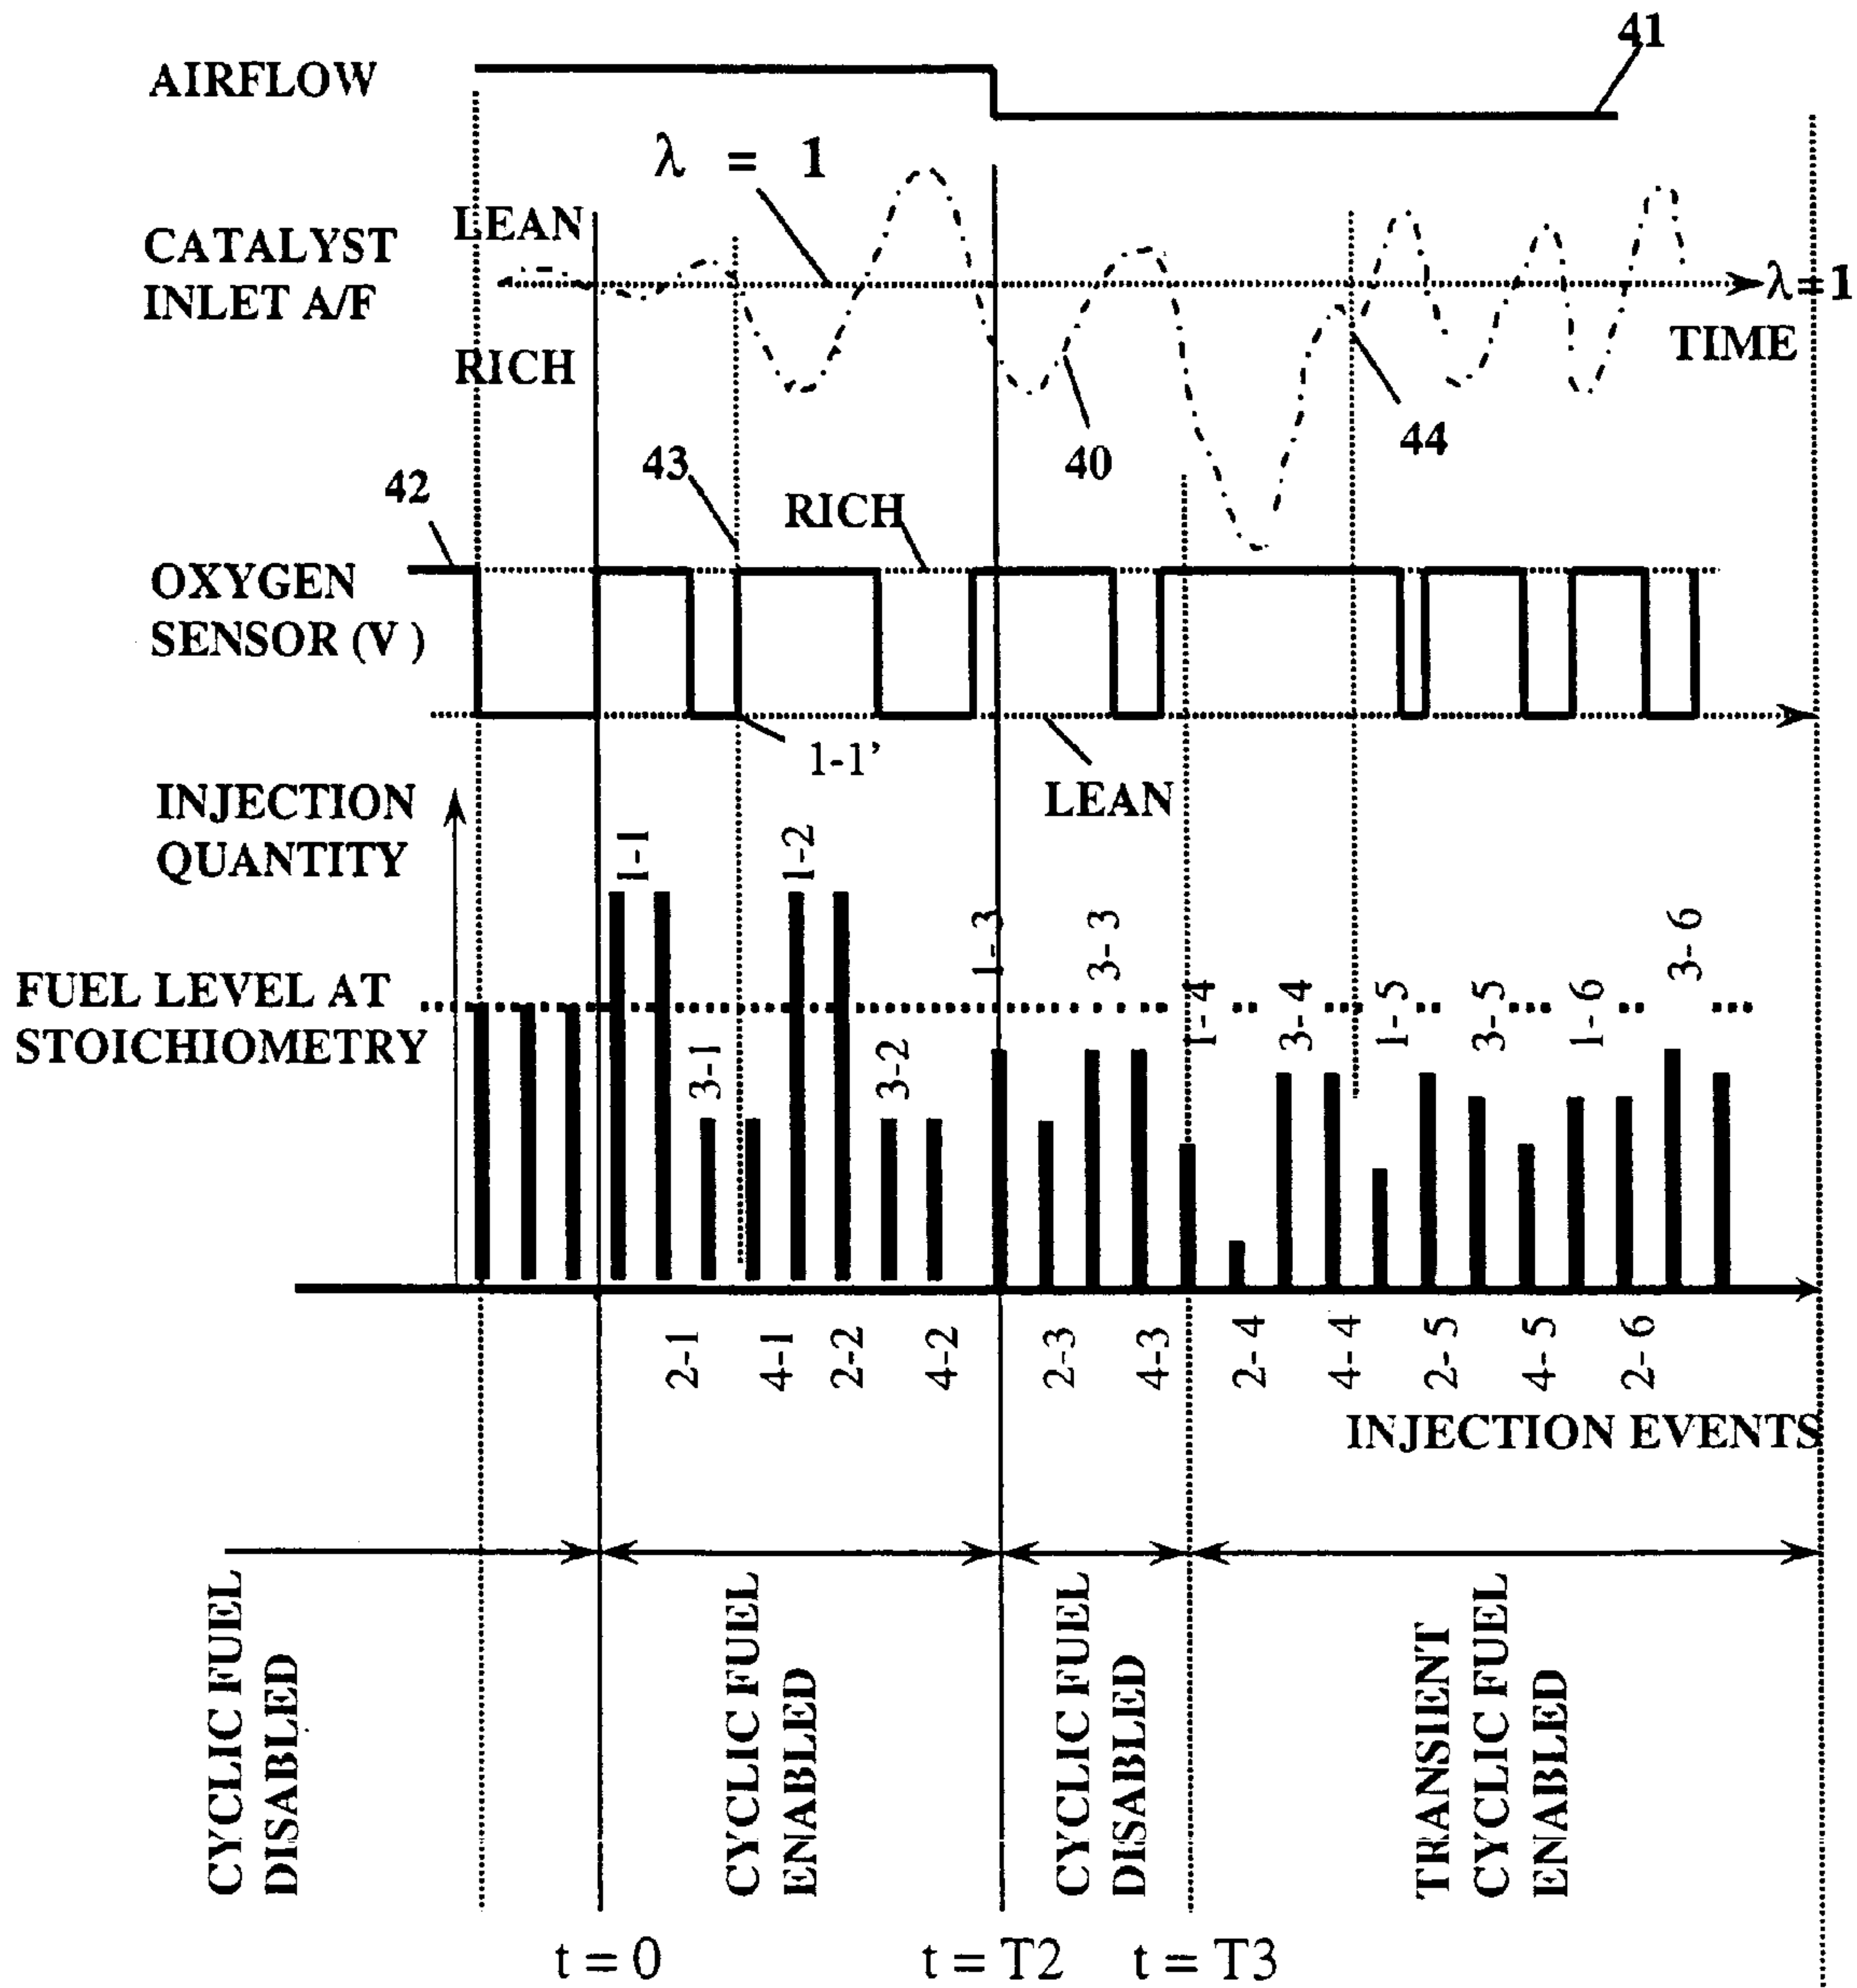 41
AIRFLOW
λ = 1
LEAN
CATALYST
INLET A/F
λ=1
TIME
RICH
44
43
40
42
RICH
OXYGEN
SENSOR (V)
1-1’
LEAN
INJECTION
QUANTITY
1-1
1-2
1-3
3-3
3-6
FUEL LEVEL AT
STOICHIOMETRY
3-1
3-2
1-4
3-4
1-5
3-5
1-6
2-1
4-1
2-2
4-2
2-3
4-3
2-4
4-4
2-5
4-5
2-6
INJECTION EVENTS
CYCLIC FUEL
DISABLED
CYCLIC FUEL
ENABLED
CYCLIC FUEL
DISABLED
TRANSIENT
CYCLIC FUEL
ENABLED
t = 0
t = T2
t = T3